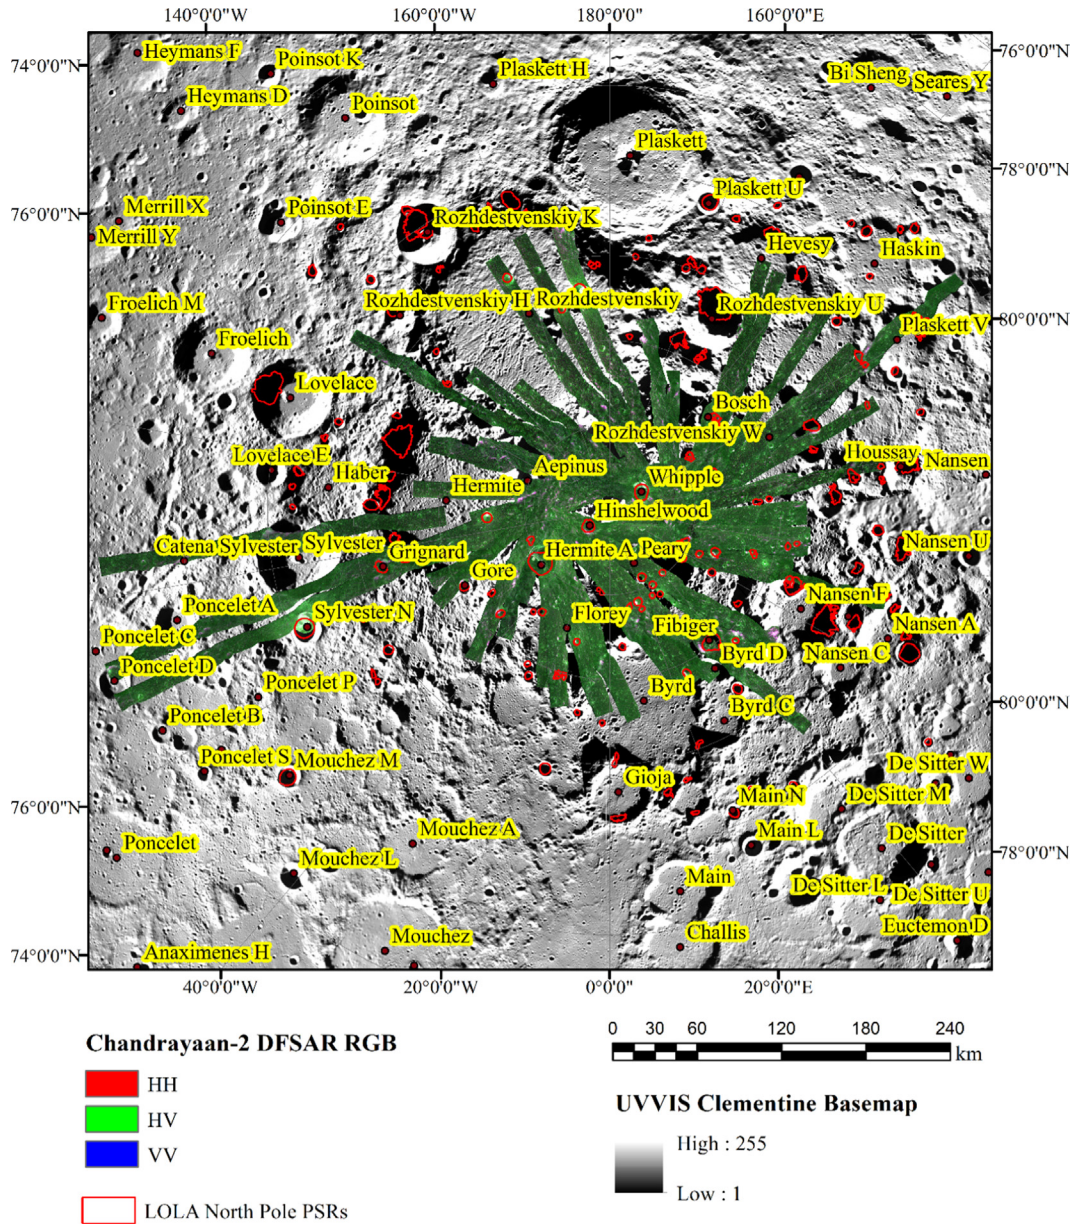 140°0'0"W 160°0'0"W 180°0'0" 160°0'0"E
74°0'0"N
76°0'0"N
Heymans F
Poinsot K
Plaskett H
Bi Sheng
Seares Y
Heymans D
Poinsot
Plaskett
78°0'0"N
Plaskett U
76°0'0"N
Merrill X
Poinsot E
Rozhdestvenskiy K
Merrill Y
Hevesy
Haskin
Froelich M
Rozhdestvenskiy H
Rozhdestvenskiy
Rozhdestvenskiy U
80°0'0"N
Plaskett V
Froelich
Lovelace
Bosch
Rozhdestvenskiy W
Lovelace E
Haber
Aepinus
Houssay
Nansen
Hermite
Whipple
Hinshelwood
Catena Sylvester
Sylvester
Grignard
Hermite A
Peary
Nansen U
Gore
Poncelet A
Sylvester N
Florey
Fibiger
Nansen F
Nansen A
Poncelet C
Poncelet D
Byrd D
Nansen C
Poncelet P
Byrd
Byrd C
80°0'0"N
Poncelet B
Poncelet S
Mouchez M
Gioja
De Sitter W
76°0'0"N
Main N
De Sitter M
Mouchez A
Main L
De Sitter
Poncelet
Mouchez L
78°0'0"N
Main
De Sitter L
De Sitter U
Mouchez
Challis
Euctemon D
74°0'0"N
Anaximenes H
40°0'0"W 20°0'0"W 0°0'0" 20°0'0"E
0 30 60 120 180 240
km
Chandrayaan-2 DFSAR RGB
HH
HV
VV
LOLA North Pole PSRs
UVVIS Clementine Basemap
High : 255
Low : 1